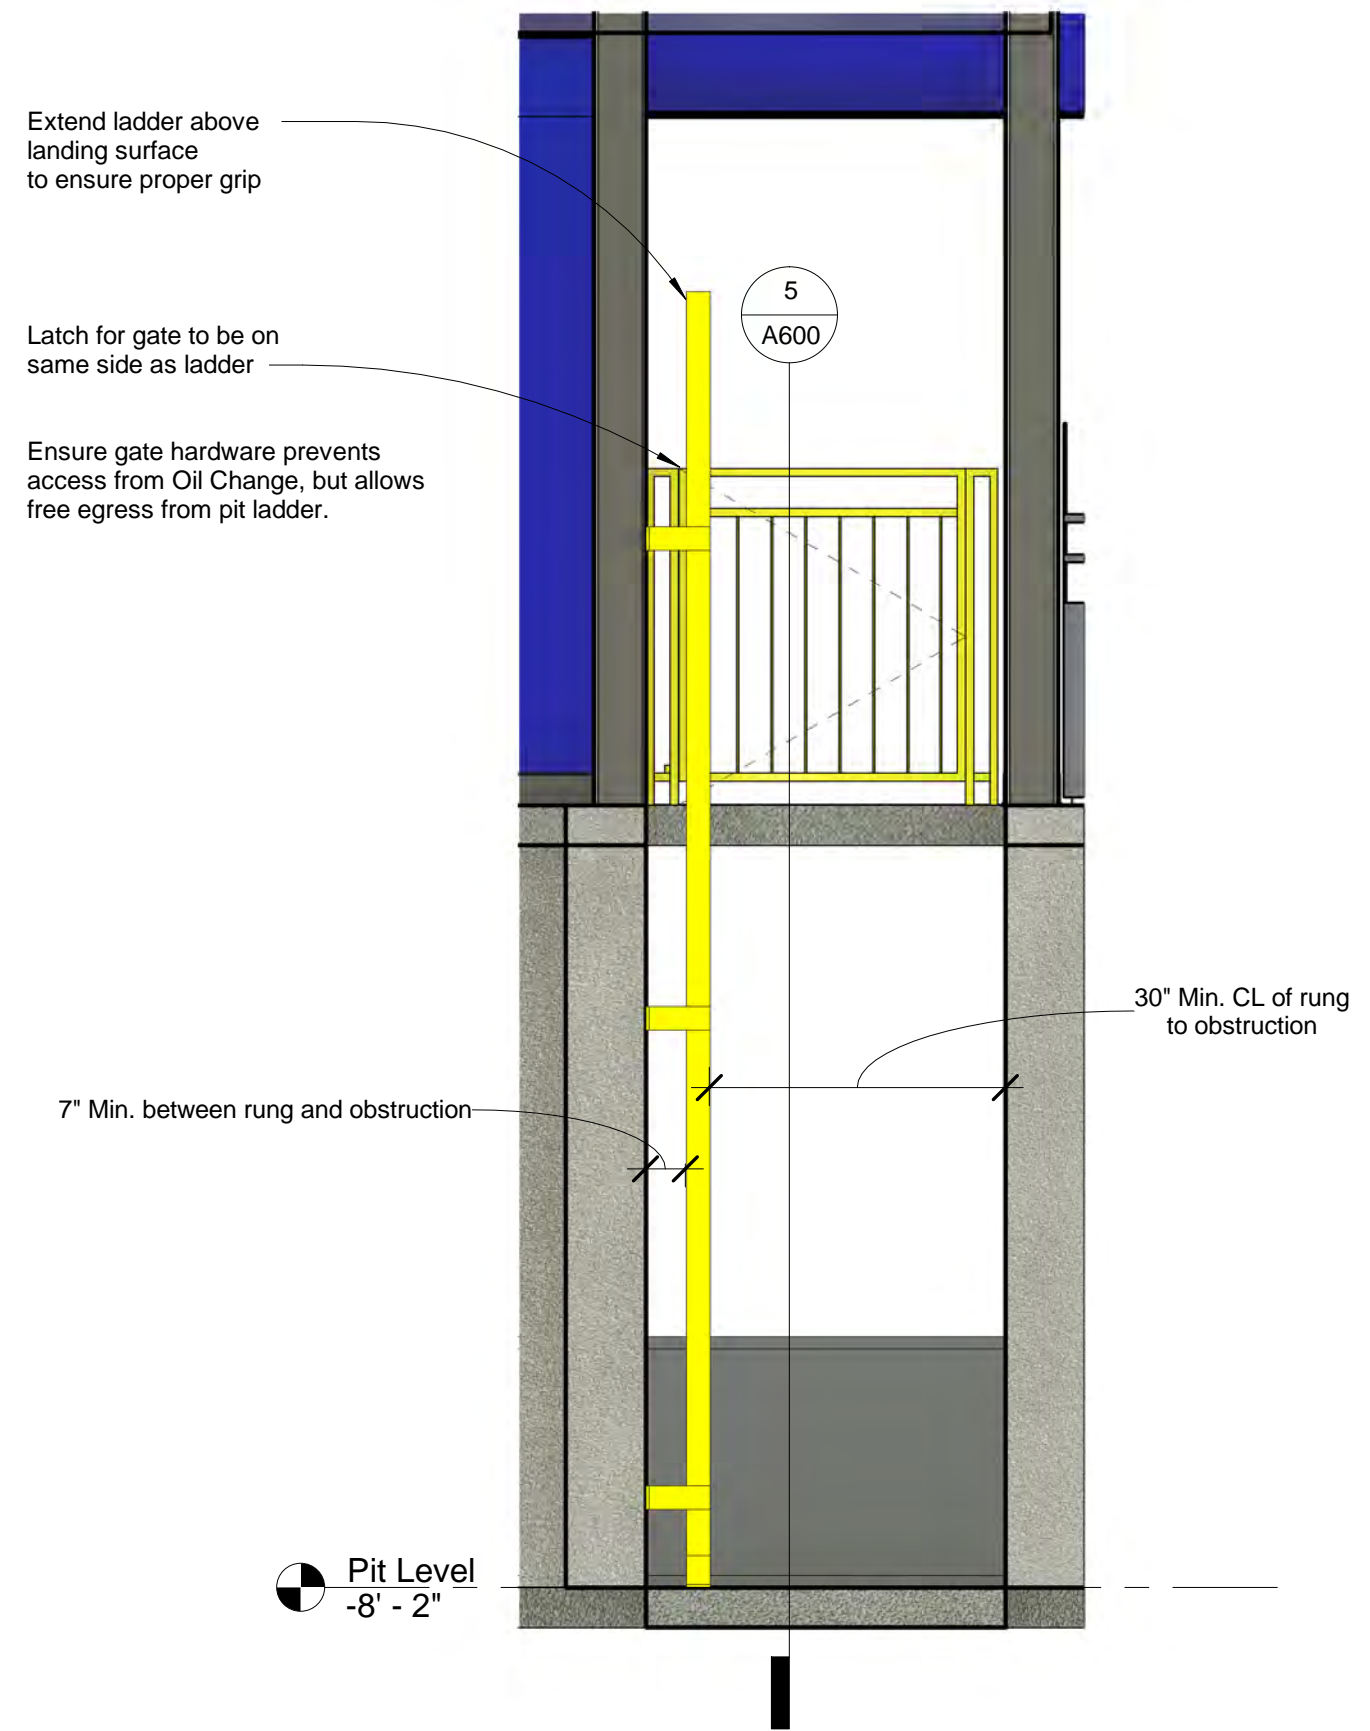 Extend ladder above
landing surface
to ensure proper grip
5
A600
Latch for gate to be on
same side as ladder
Ensure gate hardware prevents
access from Oil Change, but allows
free egress from pit ladder.
30" Min. CL of rung
to obstruction
7" Min. between rung and obstruction
Pit Level
-8' - 2"